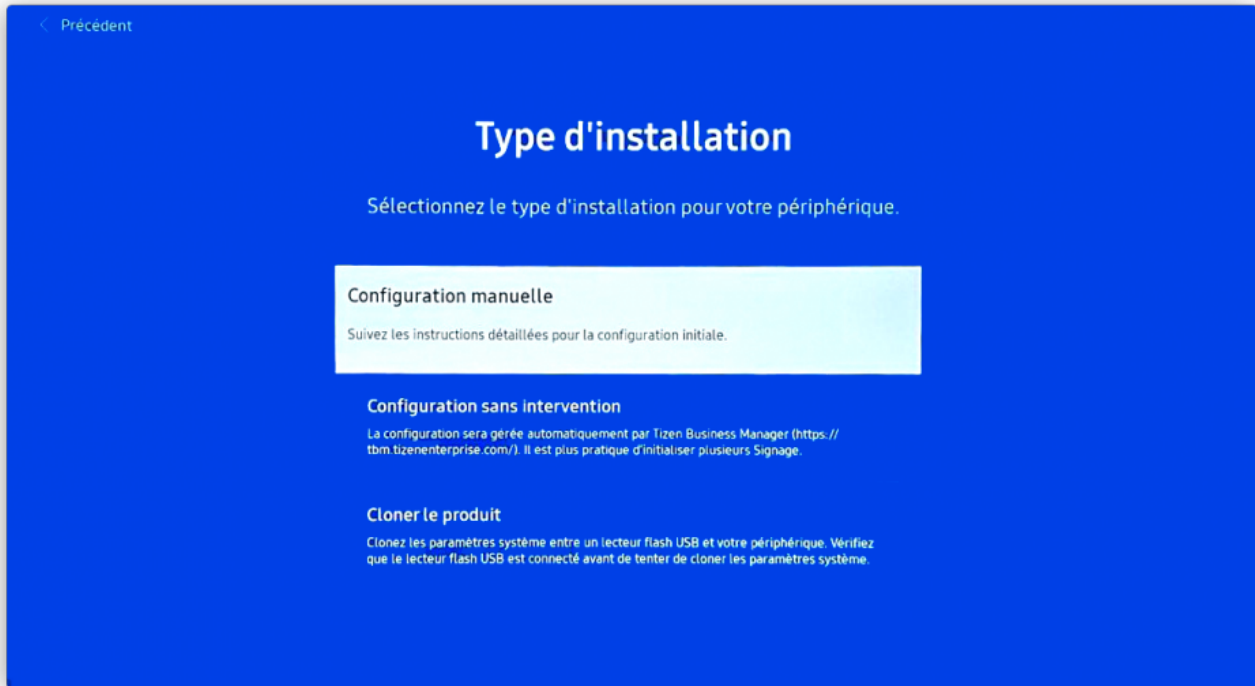 Précédent
Type d'installation
Sélectionnez le type d'installation pour votre périphérique.
Configuration manuelle
Suivez les instructions détaillées pour la configuration initiale.
Configuration sans intervention
La configuration sera gérée automatiquement par Tizen Business Manager (https://
tbm.tizenenterprise.com/). Il est plus pratique d'initialiser plusieurs Signage.
Cloner le produit
Clonez les paramètres système entre un lecteur flash USB et votre périphérique. Vérifiez
que le lecteur flash USB est connecté avant de tenter de cloner les paramètres système.